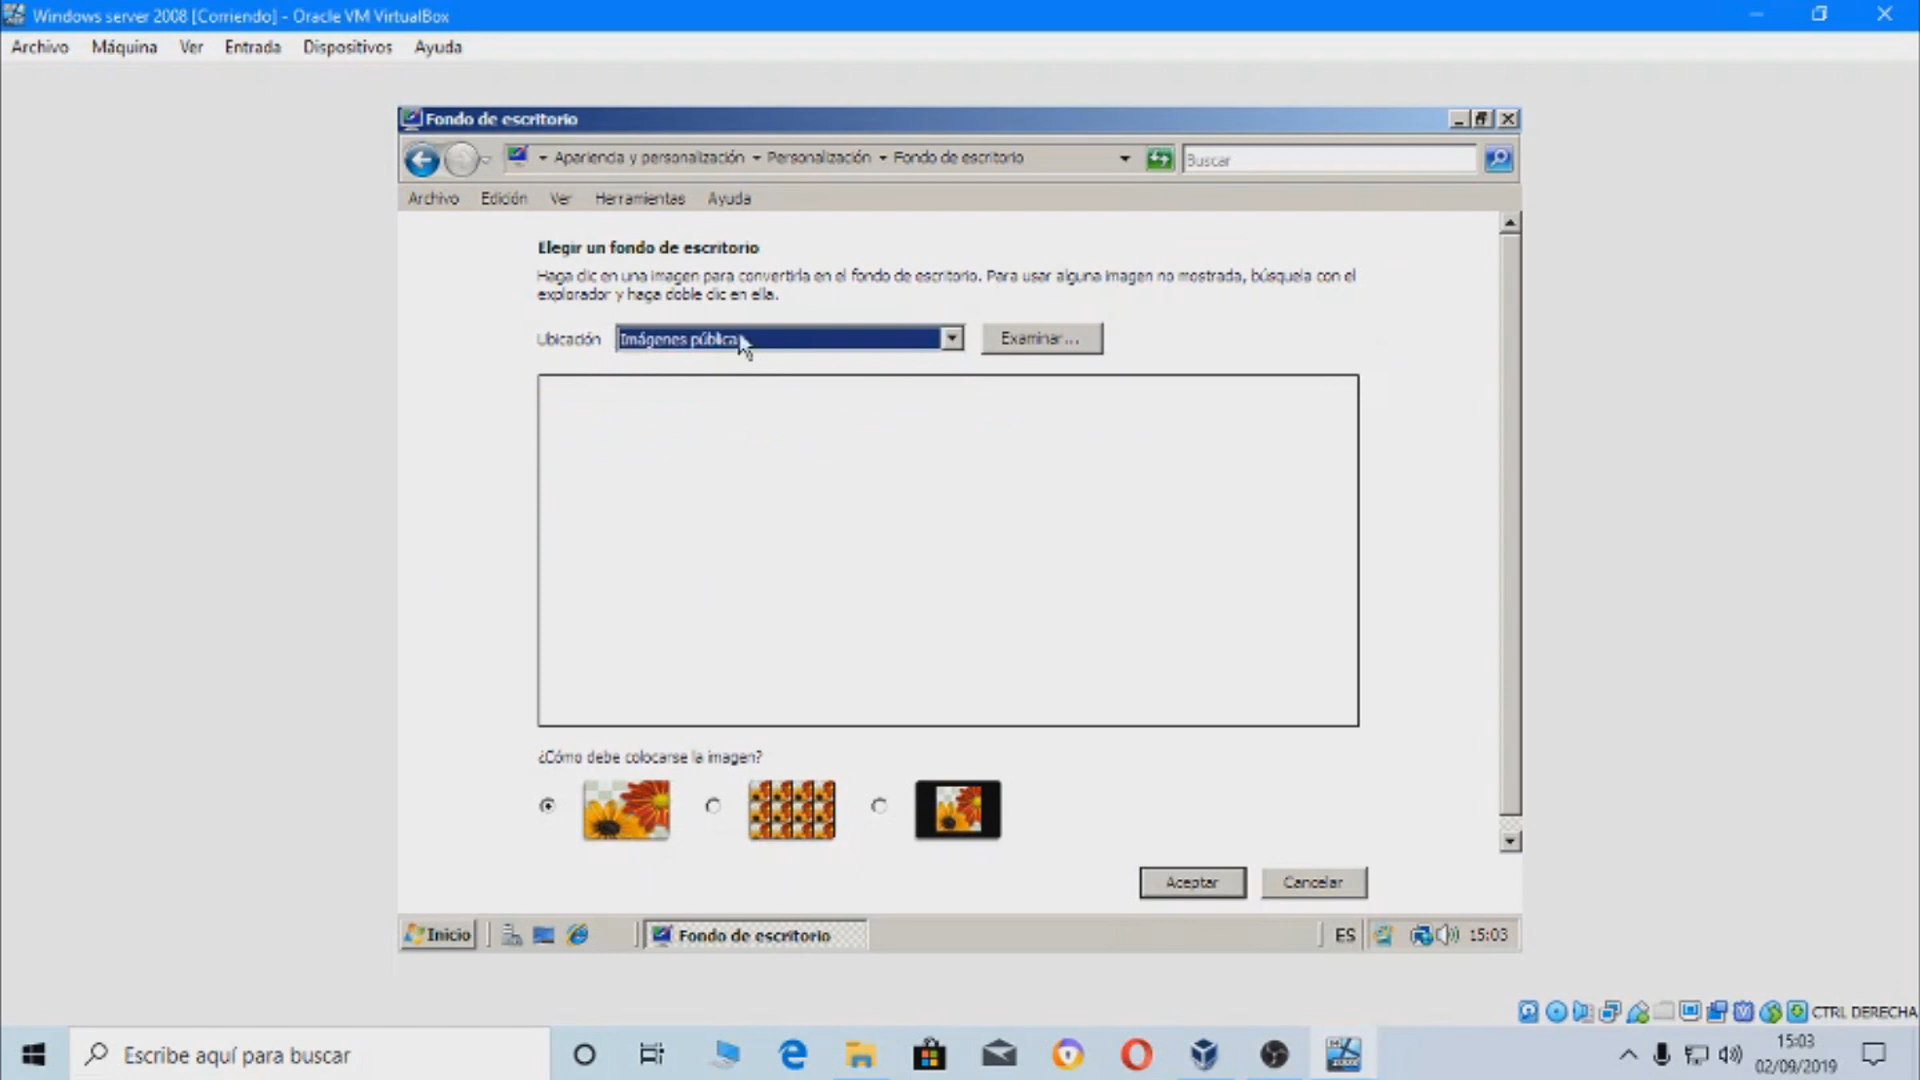 Windows server 2008 [Corriendo] - Oracle VM VirtualBox
Archivo Máquina Ver Entrada Dispositivos Ayuda
Fondo de escritorio
Apariencia y personalización Personalización Fondo de escritorio Buscar
Archivo Edición Ver Herramientas Ayuda
Elegir un fondo de escritorio
Haga clic en una imagen para convertirla en el fondo de escritorio. Para usar alguna imagen no mostrada, búsquela con el
explorador y haga doble clic en ella.
Ubicación Imágenes pública Examinar...
¿Cómo debe colocarse la imagen?
Aceptar Cancelar
Inicio Fondo de escritorio ES 15:03
CTRL DERECHA
Escribe aquí para buscar
15:03
02/09/2019